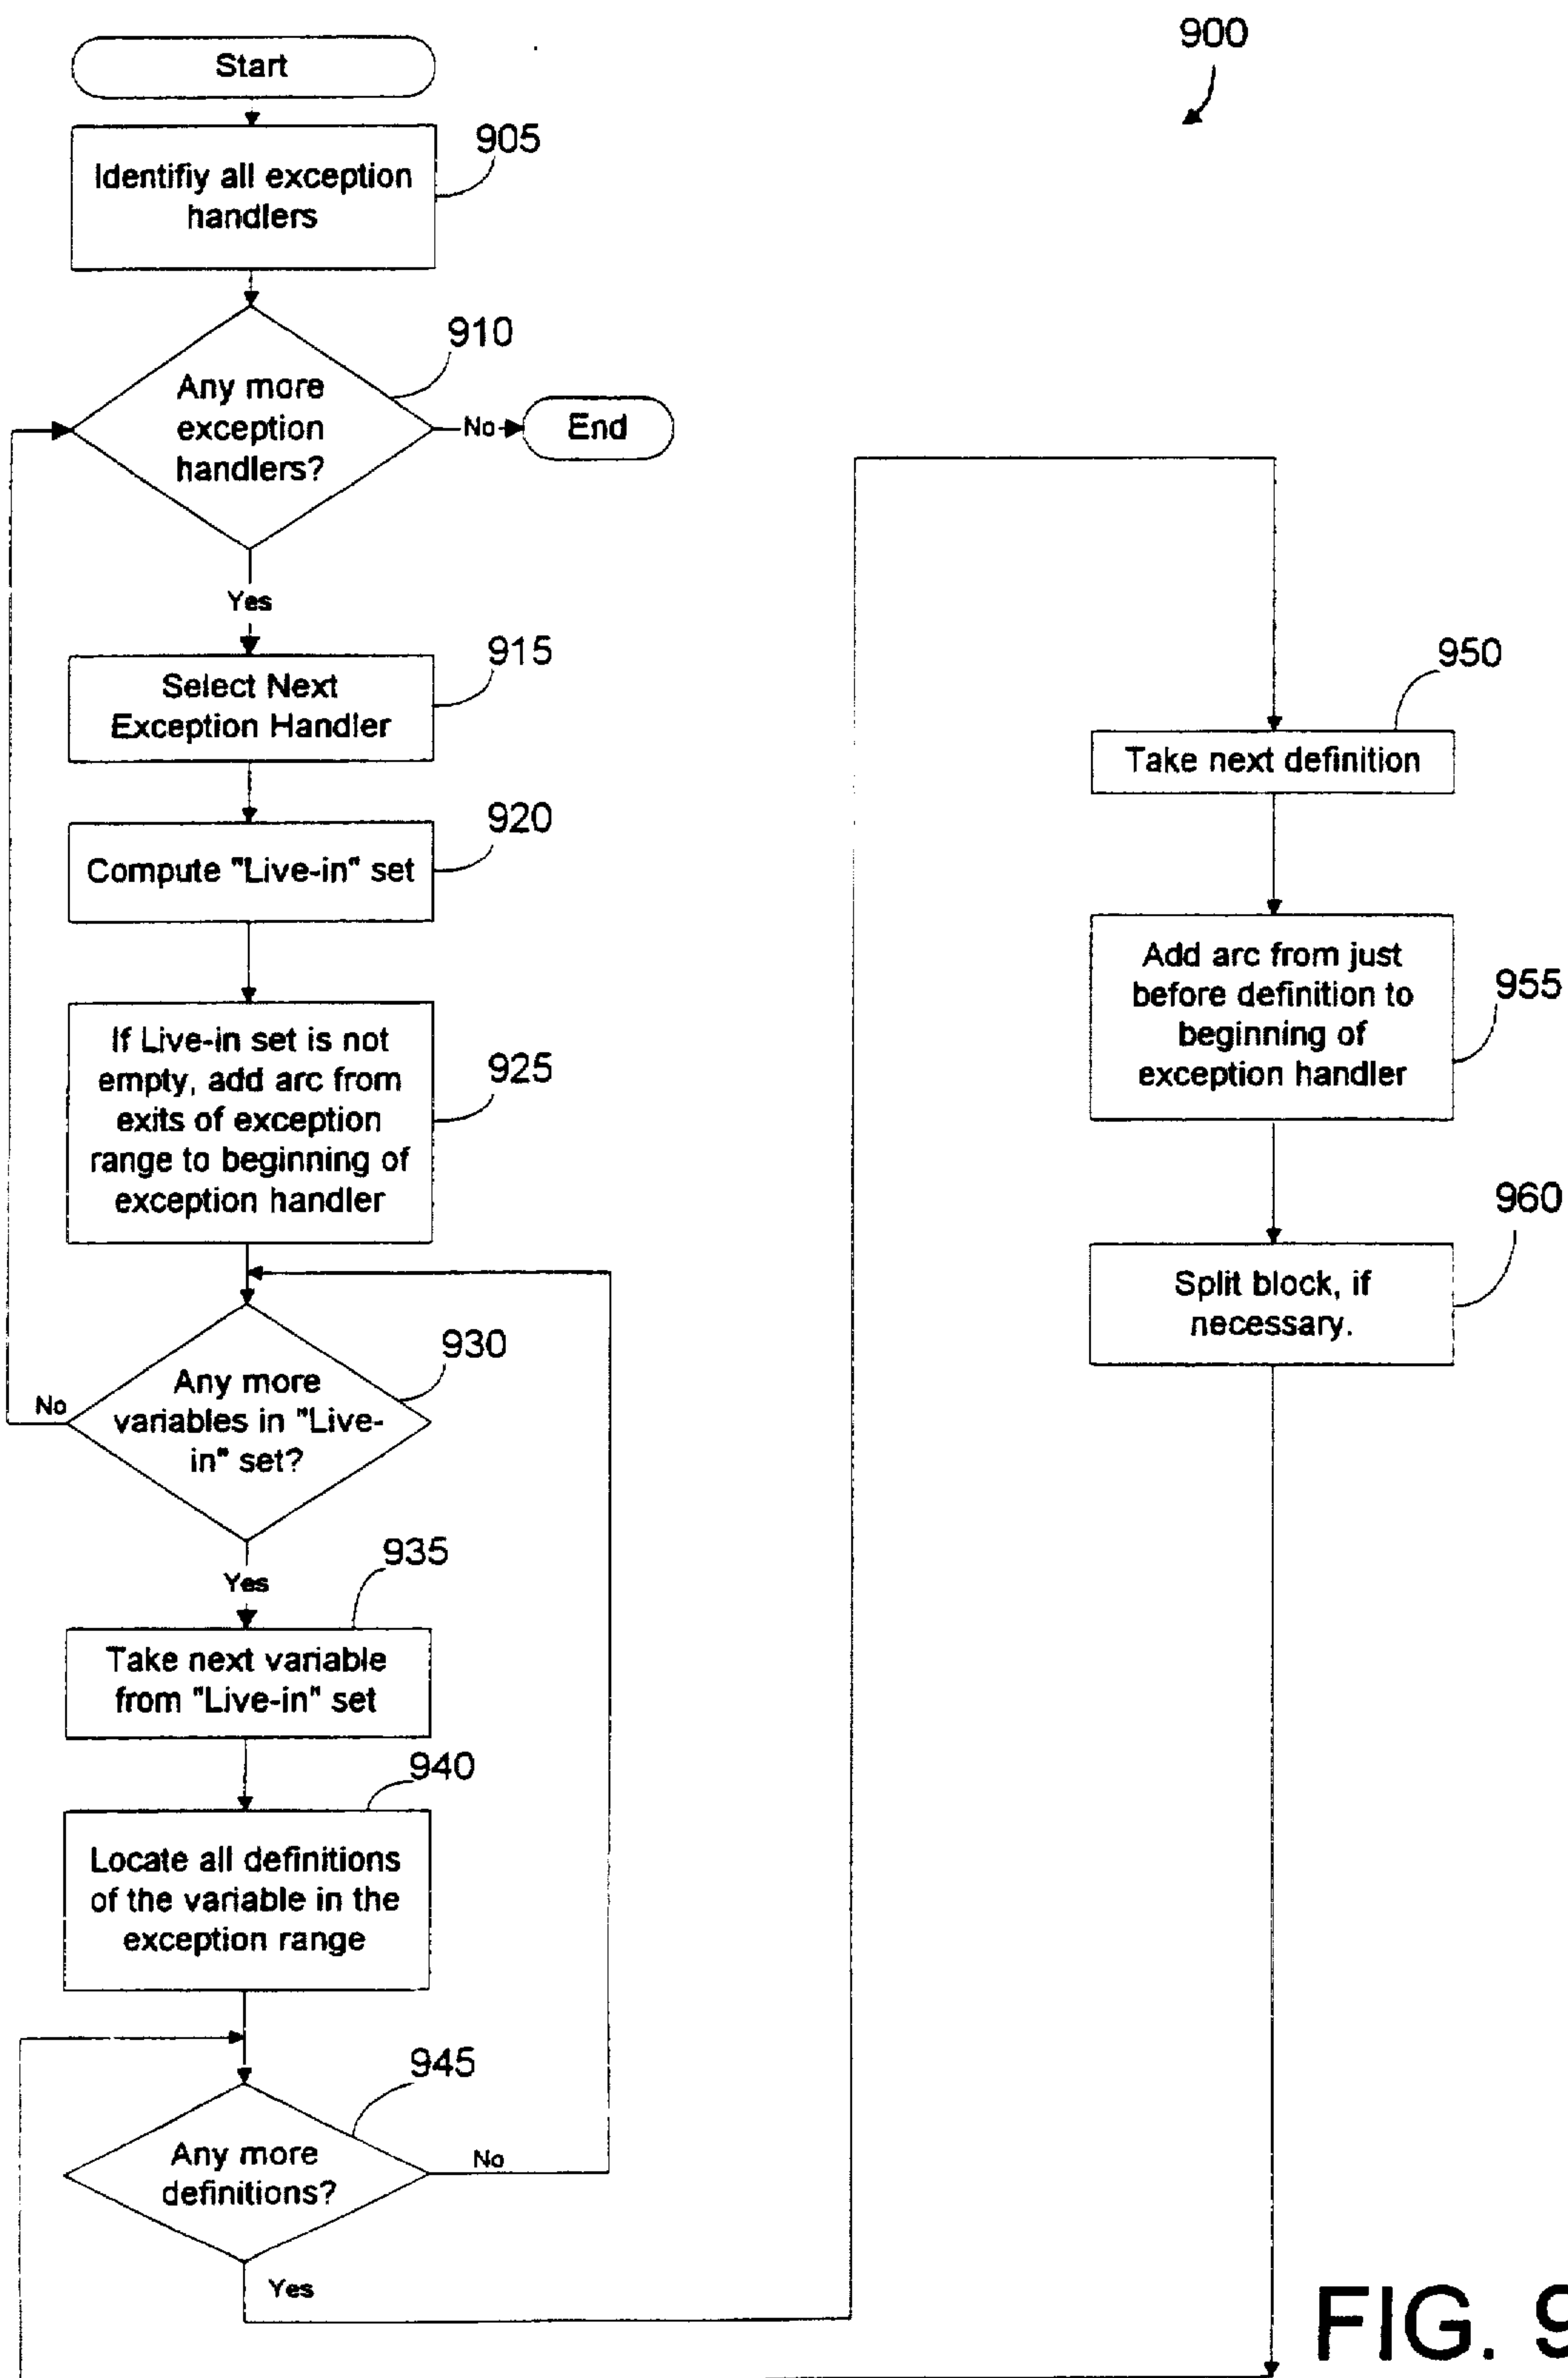 900
Start
905
Identifiy all exception
handlers
910
Any more
exception
handlers?
No
End
Yes
915
Select Next
Exception Handler
920
Compute "Live-in" set
925
If Live-in set is not
empty, add arc from
exits of exception
range to beginning of
exception handler
930
Any more
variables in "Live-
in" set?
No
Yes
935
Take next variable
from "Live-in" set
940
Locate all definitions
of the variable in the
exception range
945
Any more
definitions?
No
Yes
950
Take next definition
955
Add arc from just
before definition to
beginning of
exception handler
960
Split block, if
necessary.
FIG. 9